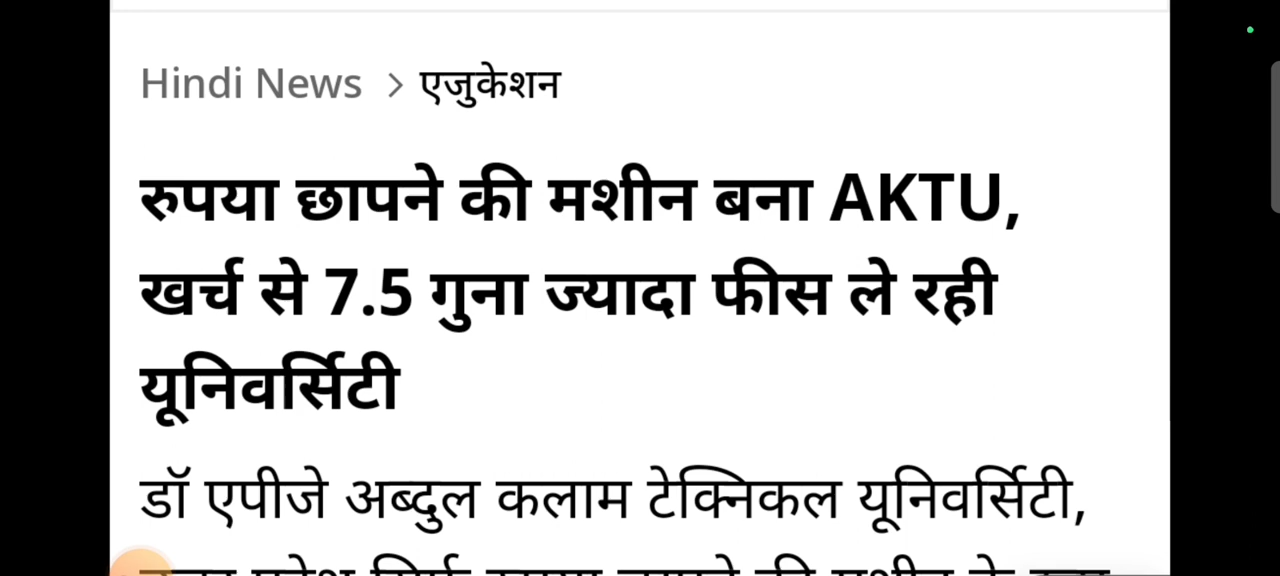 Hindi News > एजुकेशन
रुपया छापने की मशीन बना AKTU,
खर्च से 7.5 गुना ज्यादा फीस ले रही
यूनिवर्सिटी
डॉ एपीजे अब्दुल कलाम टेक्निकल यूनिवर्सिटी,